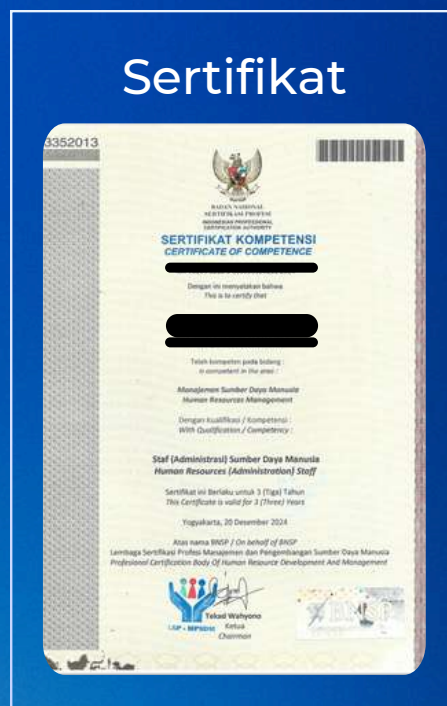 Sertifikat
3352013
BADAN NASIONAL
SERTIFIKASI PROFESI
INDONESIAN PROFESSIONAL
CERTIFICATION AUTHORITY
SERTIFIKAT KOMPETENSI
CERTIFICATE OF COMPETENCE
Dengan ini menyatakan bahwa
This is to certify that
Telah kompeten pada bidang :
Is competent in the area :
Manajemen Sumber Daya Manusia
Human Resources Management
Dengan Kualifikasi / Kompetensi :
With Qualification / Competency :
Staf (Administrasi) Sumber Daya Manusia
Human Resources (Administration) Staff
Sertifikat ini Berlaku untuk 3 (Tiga) Tahun
This Certificate is valid for 3 (Three) Years
Yogyakarta, 20 Desember 2024
Atas nama BNSP / On behalf of BNSP
Lembaga Sertifikasi Profesi Manajemen dan Pengembangan Sumber Daya Manusia
Profesional Certification Body Of Human Resource Development And Management
LSP - MPSDM
Tekad Wahyono
Ketua
Chairman
BNSP